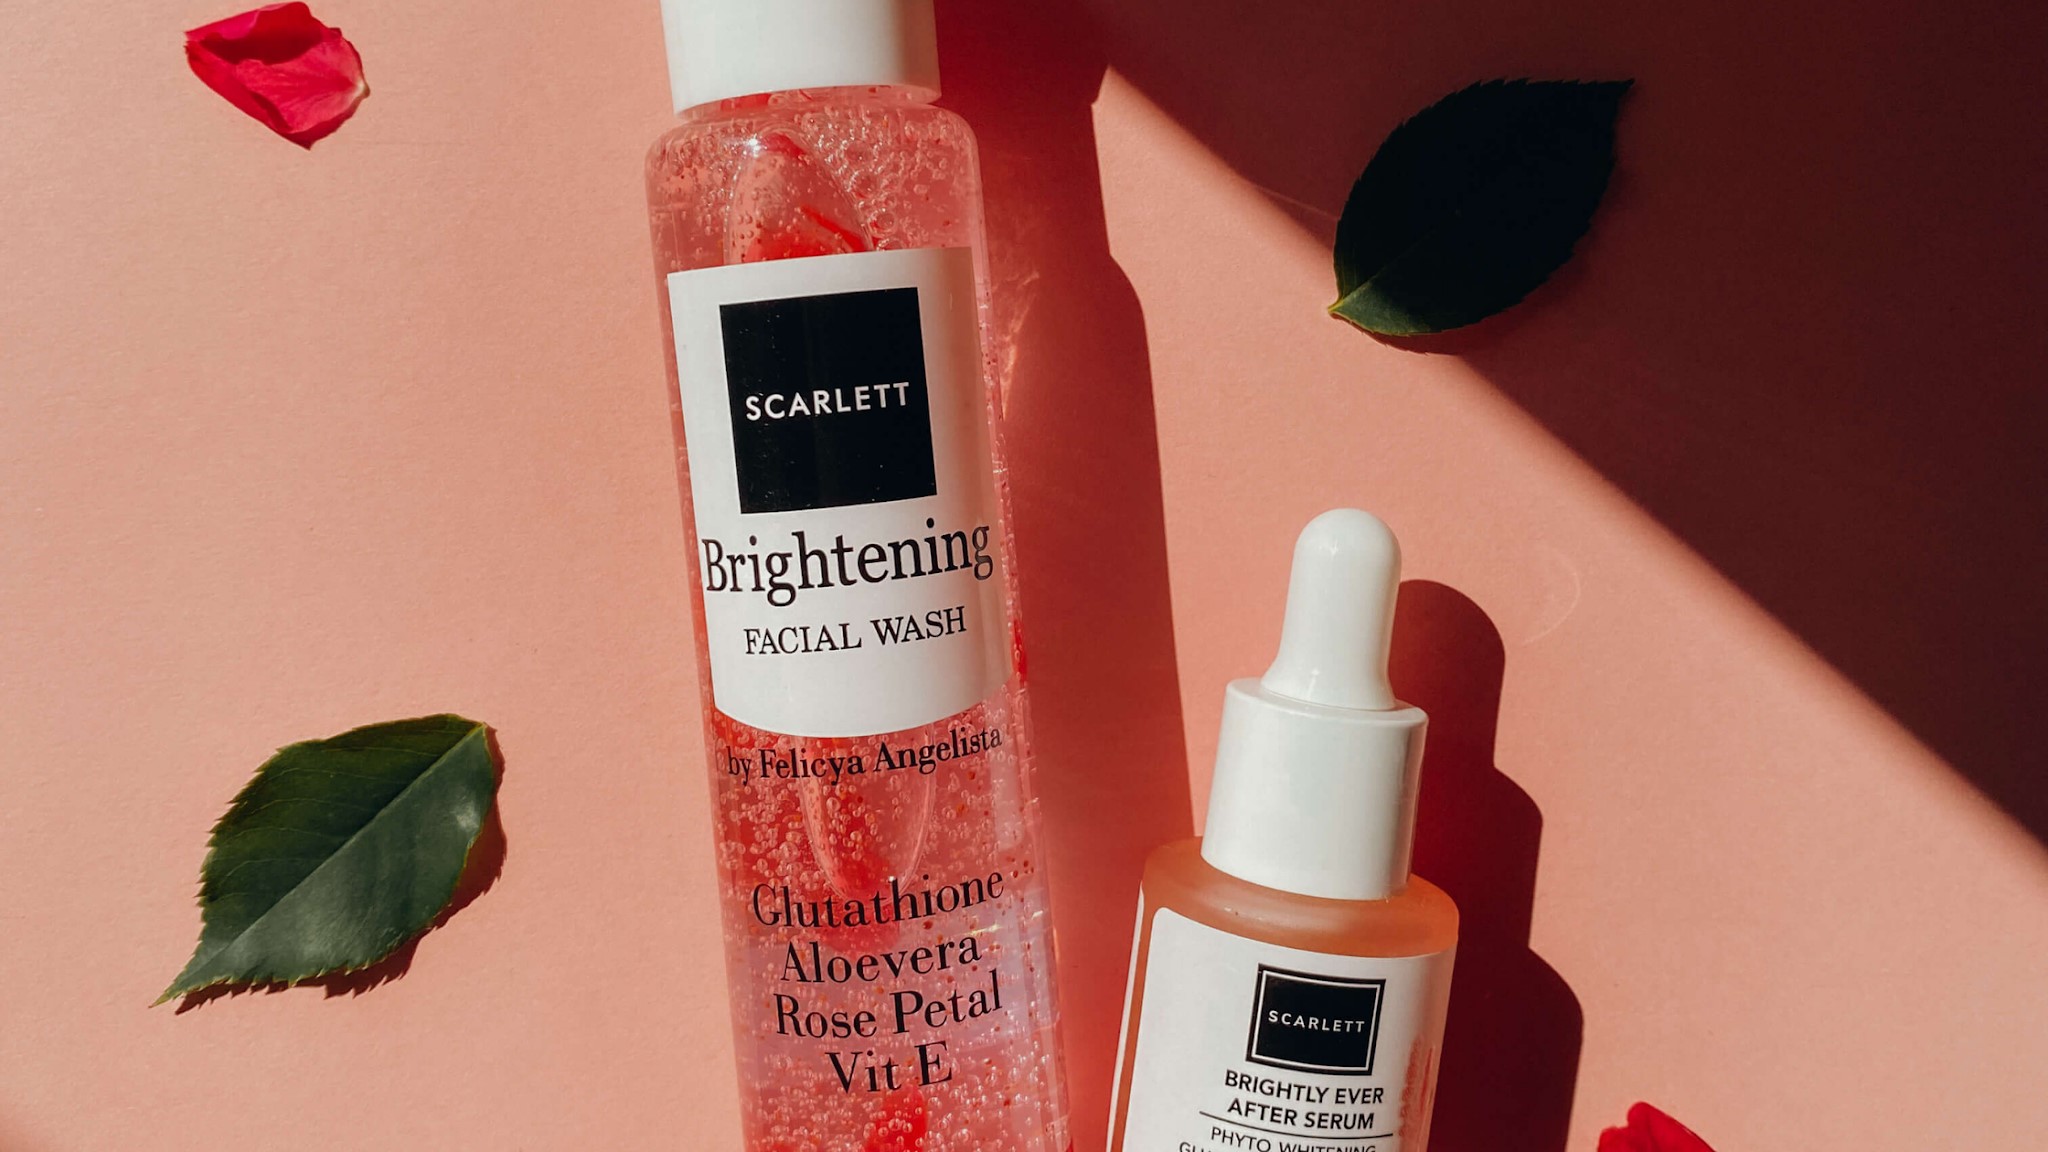 SCARLETT
Brightening
FACIAL WASH
by Felicya Angelista
Glutathione
Aloevera
Rose Petal
Vit E
SCARLETT
BRIGHTLY EVER
AFTER SERUM
PHYTO WHITENING